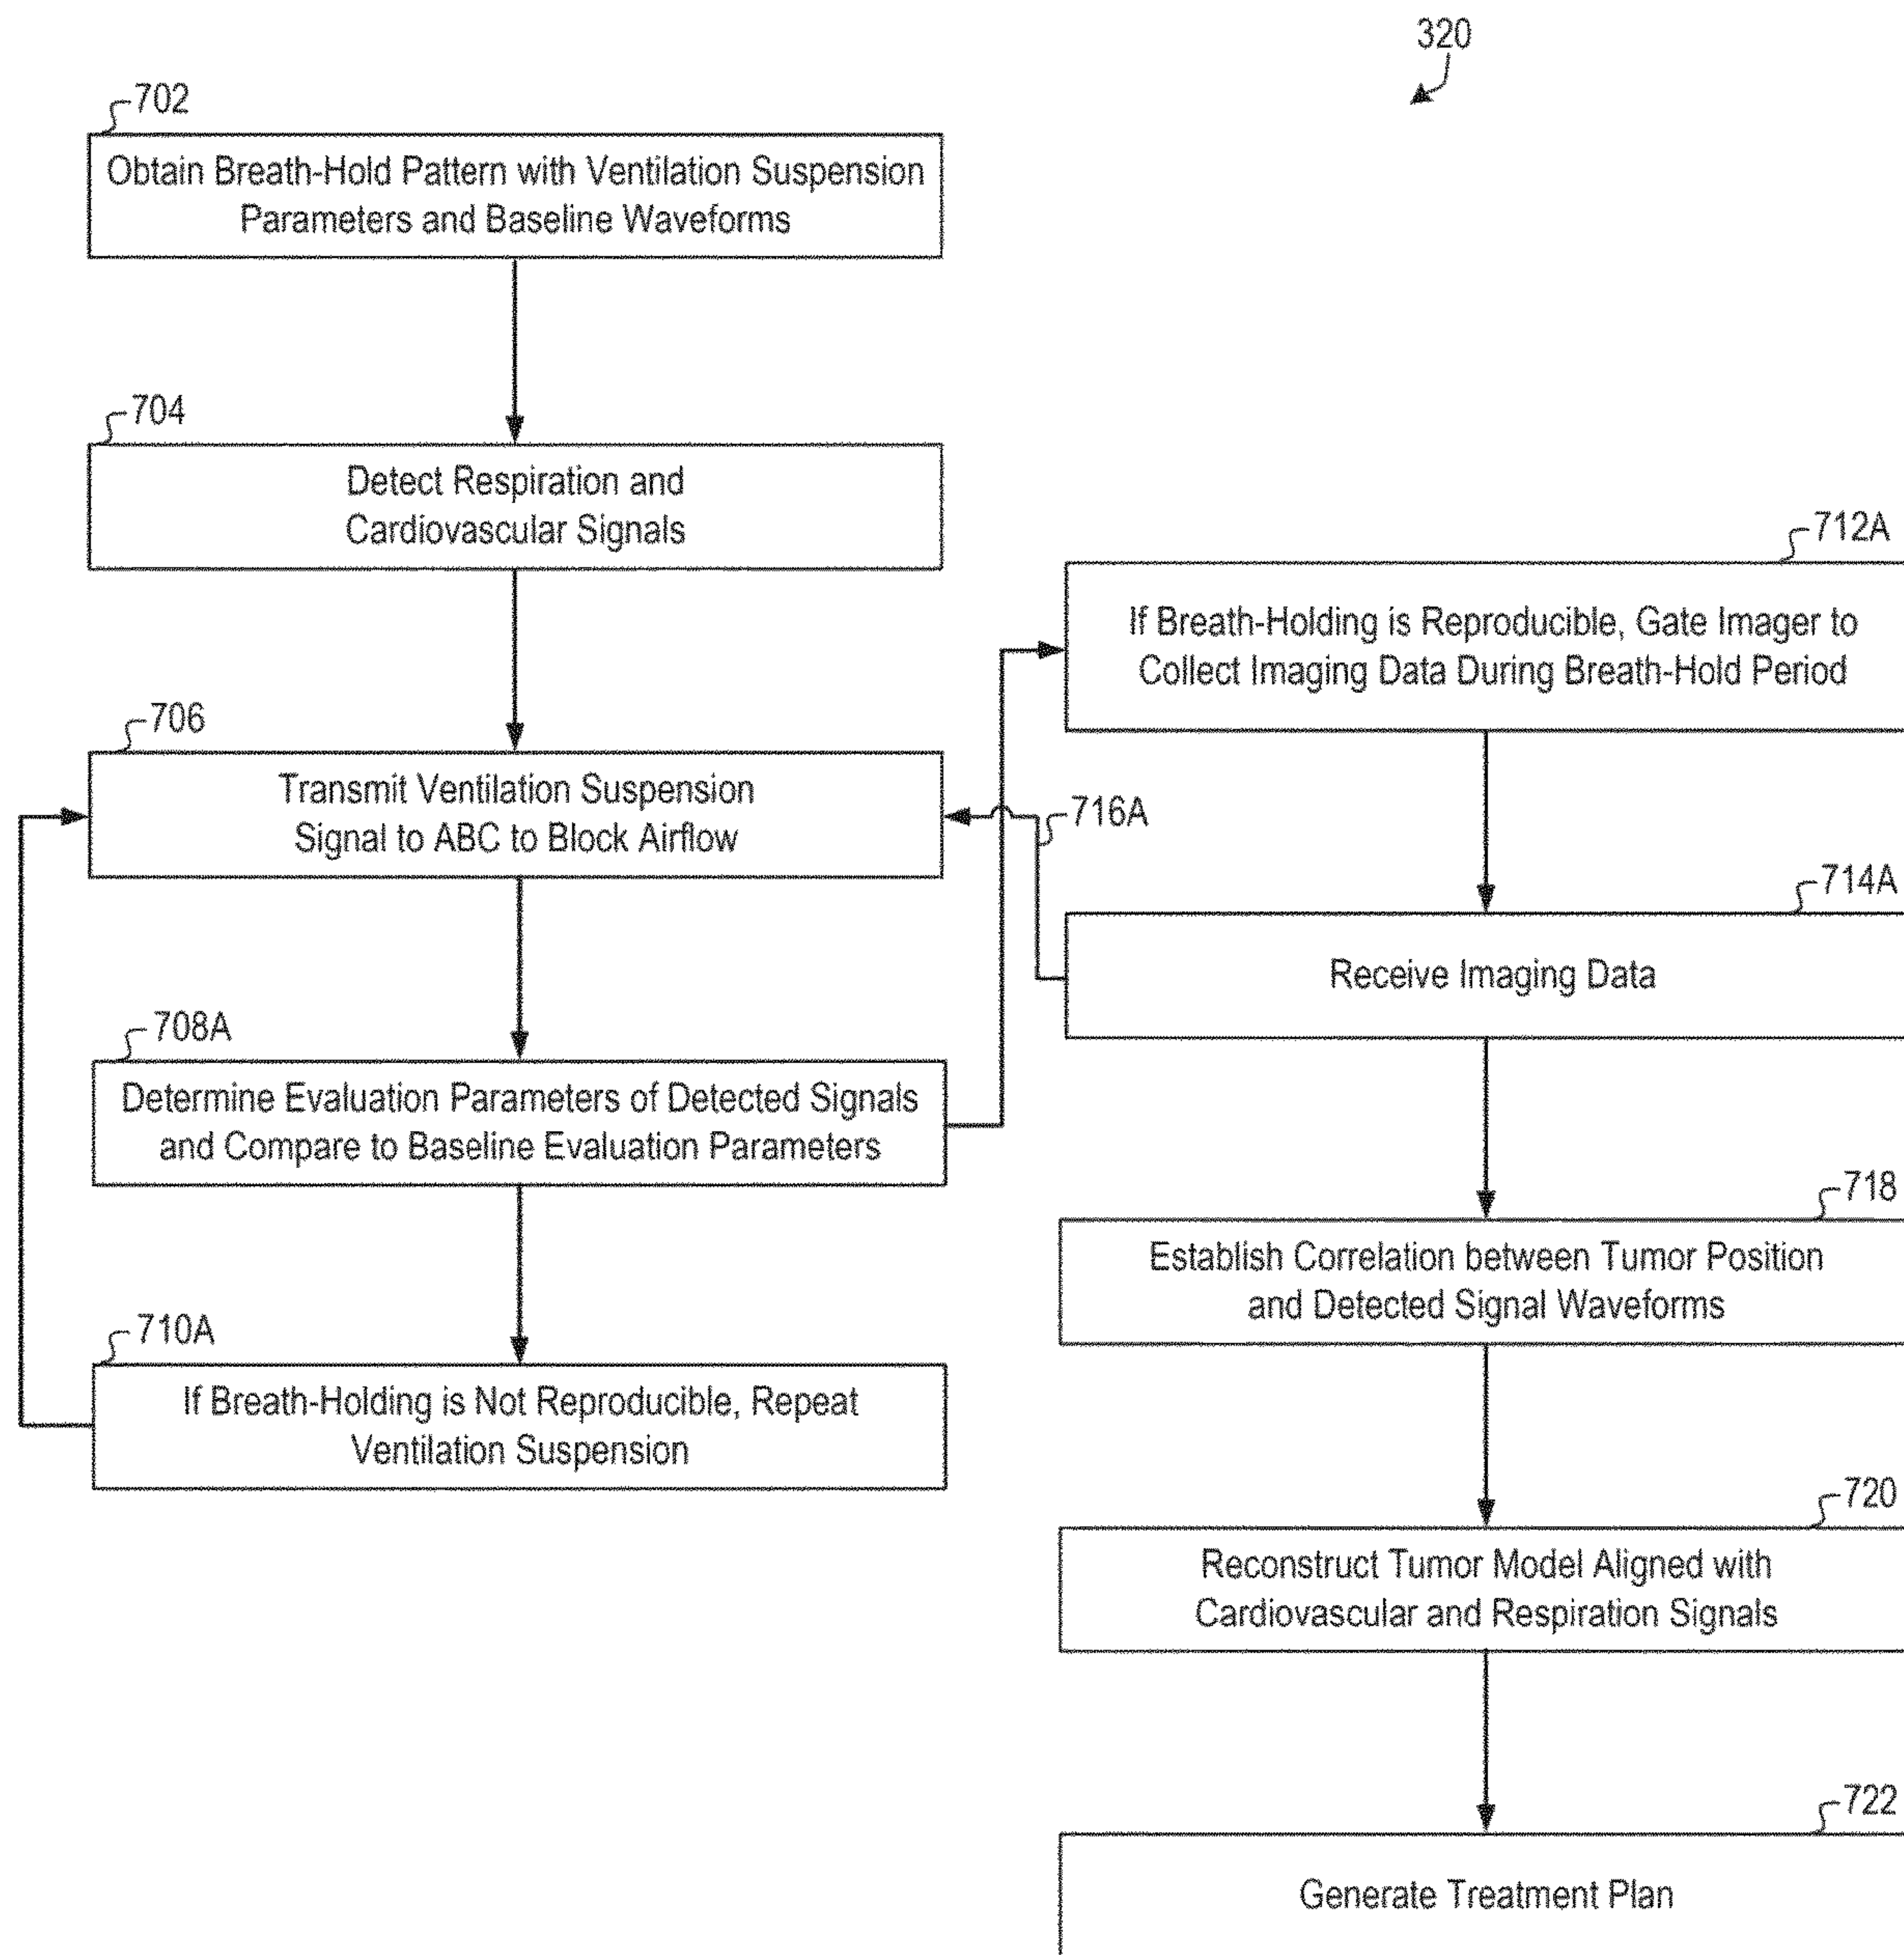 320
702
Obtain Breath-Hold Pattern with Ventilation Suspension
Parameters and Baseline Waveforms
704
Detect Respiration and
Cardiovascular Signals
706
Transmit Ventilation Suspension
Signal to ABC to Block Airflow
708A
Determine Evaluation Parameters of Detected Signals
and Compare to Baseline Evaluation Parameters
710A
If Breath-Holding is Not Reproducible, Repeat
Ventilation Suspension
712A
If Breath-Holding is Reproducible, Gate Imager to
Collect Imaging Data During Breath-Hold Period
716A
714A
Receive Imaging Data
718
Establish Correlation between Tumor Position
and Detected Signal Waveforms
720
Reconstruct Tumor Model Aligned with
Cardiovascular and Respiration Signals
722
Generate Treatment Plan